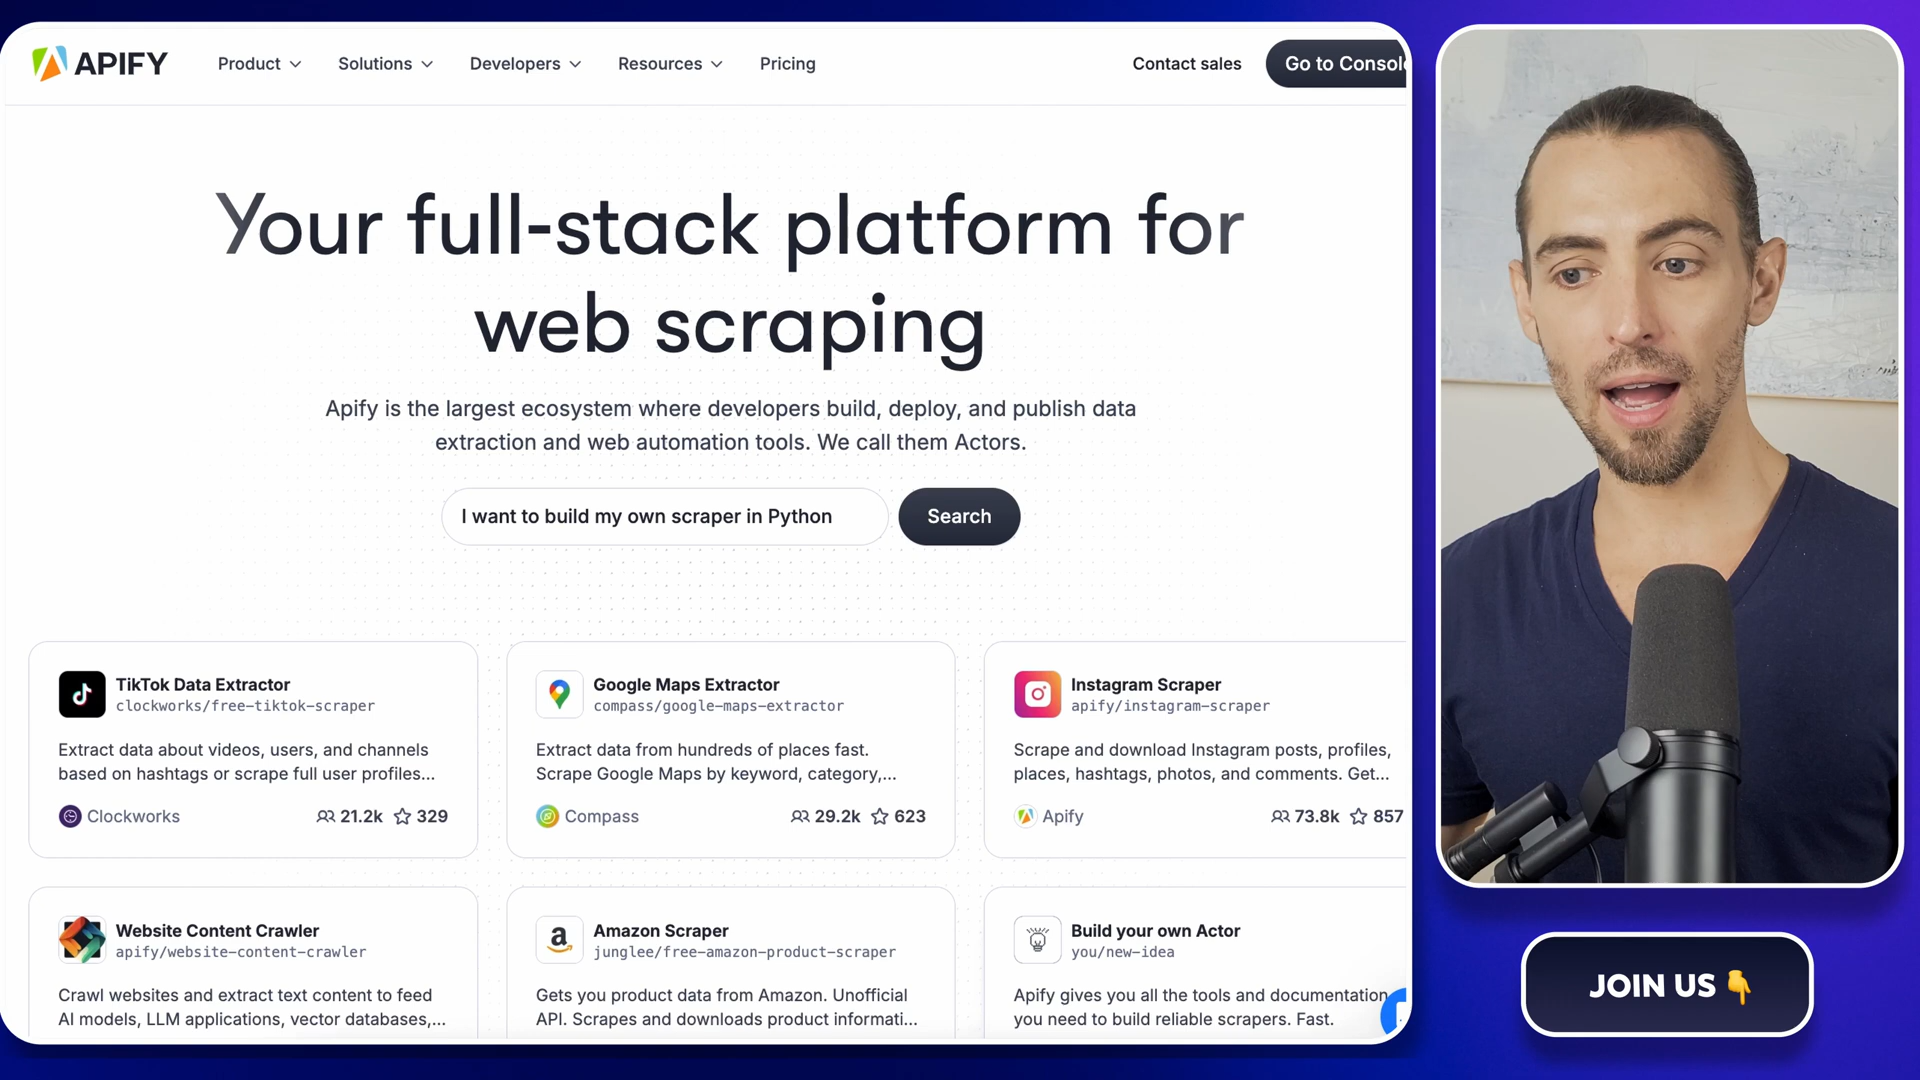 APIFY
Product
Solutions
Developers
Resources
Pricing
Contact sales
Go to Console
Your full-stack platform for
web scraping
Apify is the largest ecosystem where developers build, deploy, and publish data
extraction and web automation tools. We call them Actors.
I want to build my own scraper in Python
Search
TikTok Data Extractor
clockworks/free-tiktok-scraper
Extract data about videos, users, and channels
based on hashtags or scrape full user profiles...
Clockworks 21.2k 329
Google Maps Extractor
compass/google-maps-extractor
Extract data from hundreds of places fast.
Scrape Google Maps by keyword, category,...
Compass 29.2k 623
Instagram Scraper
apify/instagram-scraper
Scrape and download Instagram posts, profiles,
places, hashtags, photos, and comments. Get...
Apify 73.8k 857
Website Content Crawler
apify/website-content-crawler
Crawl websites and extract text content to feed
AI models, LLM applications, vector databases,...
Amazon Scraper
junglee/free-amazon-product-scraper
Gets you product data from Amazon. Unofficial
API. Scrapes and downloads product informati...
Build your own Actor
you/new-idea
Apify gives you all the tools and documentation
you need to build reliable scrapers. Fast.
JOIN US 👇